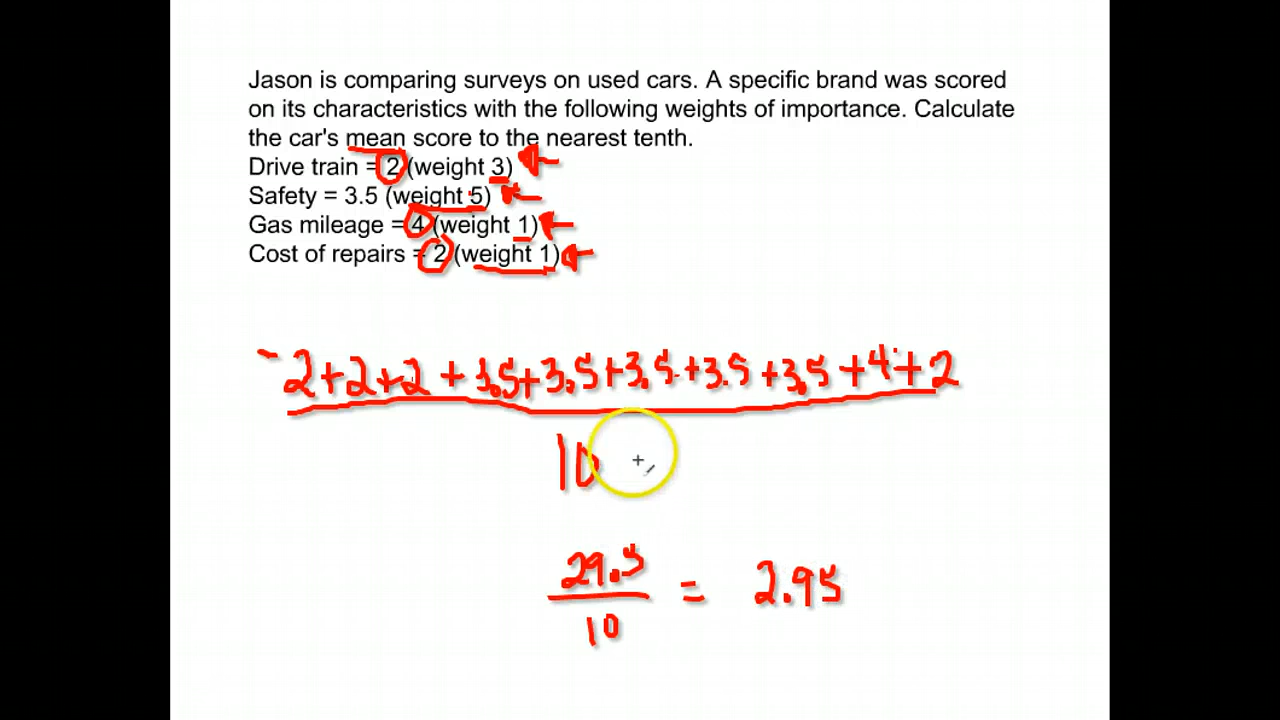 Jason is comparing surveys on used cars. A specific brand was scored
on its characteristics with the following weights of importance. Calculate
the car's mean score to the nearest tenth.
Drive train = 2 (weight 3)
Safety = 3.5 (weight 5)
Gas mileage = 4 (weight 1)
Cost of repairs = 2 (weight 1)
2+2+2+3.5+3.5+3.5+3.5+3.5+4+2
10
29.5
= 2.95
10